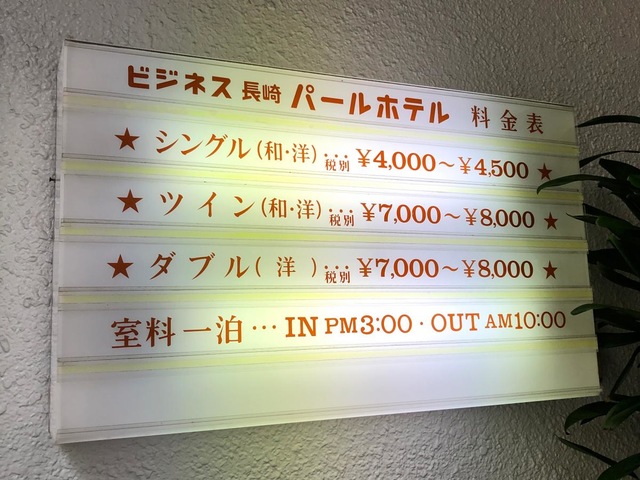 ビジネス 長崎 パールホテル 料金表
★ シングル(和・洋)・・・税別 ¥4,000〜¥4,500 ★
★ ツイン(和・洋)・・・税別 ¥7,000〜¥8,000 ★
★ ダブル( 洋 )・・・税別 ¥7,000〜¥8,000 ★
室料一泊…IN PM3:00・OUT AM10:00